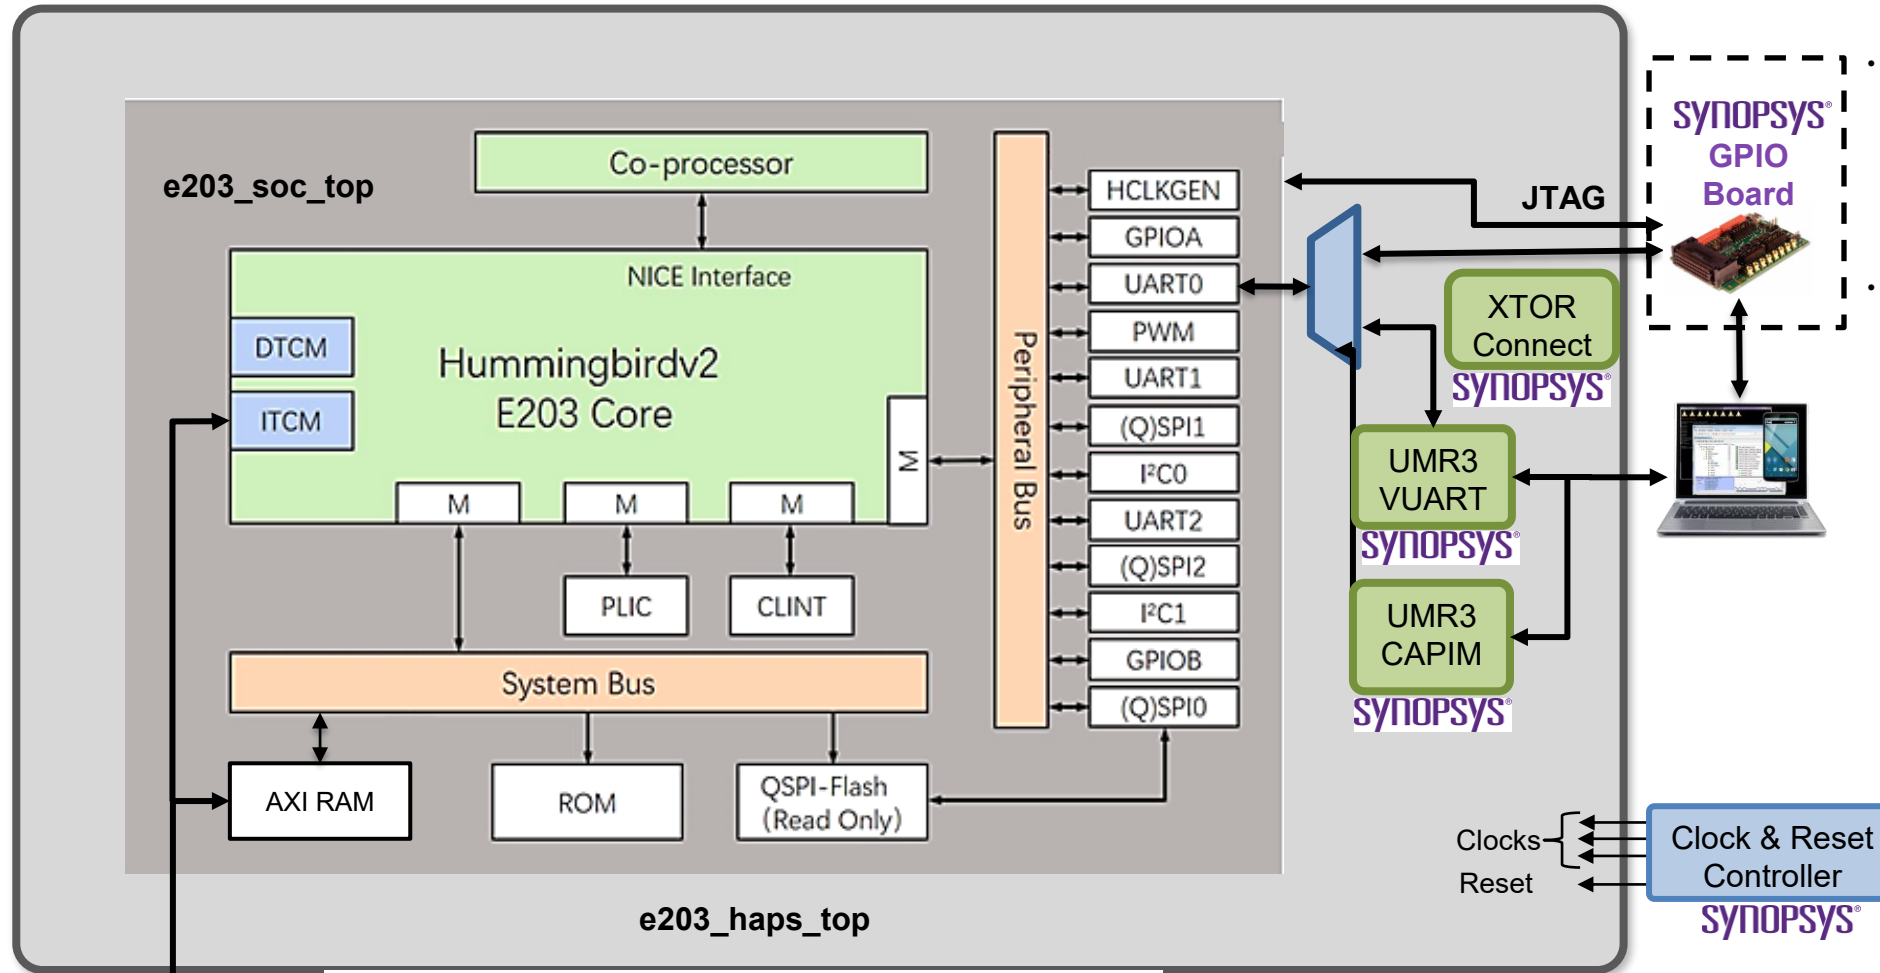 e203_soc_top
Co-processor
NICE Interface
DTCM
ITCM
Hummingbirdv2
E203 Core
M
M
M
M
PLIC
CLINT
System Bus
AXI RAM
ROM
QSPI-Flash
(Read Only)
Peripheral Bus
HCLKGEN
GPIOA
UART0
PWM
UART1
(Q)SPI1
I²C0
UART2
(Q)SPI2
I²C1
GPIOB
(Q)SPI0
JTAG
SYNOPSYS®
GPIO
Board
XTOR
Connect
SYNOPSYS®
UMR3
VUART
SYNOPSYS®
UMR3
CAPIM
SYNOPSYS®
Clocks
Reset
Clock & Reset
Controller
SYNOPSYS®
e203_haps_top